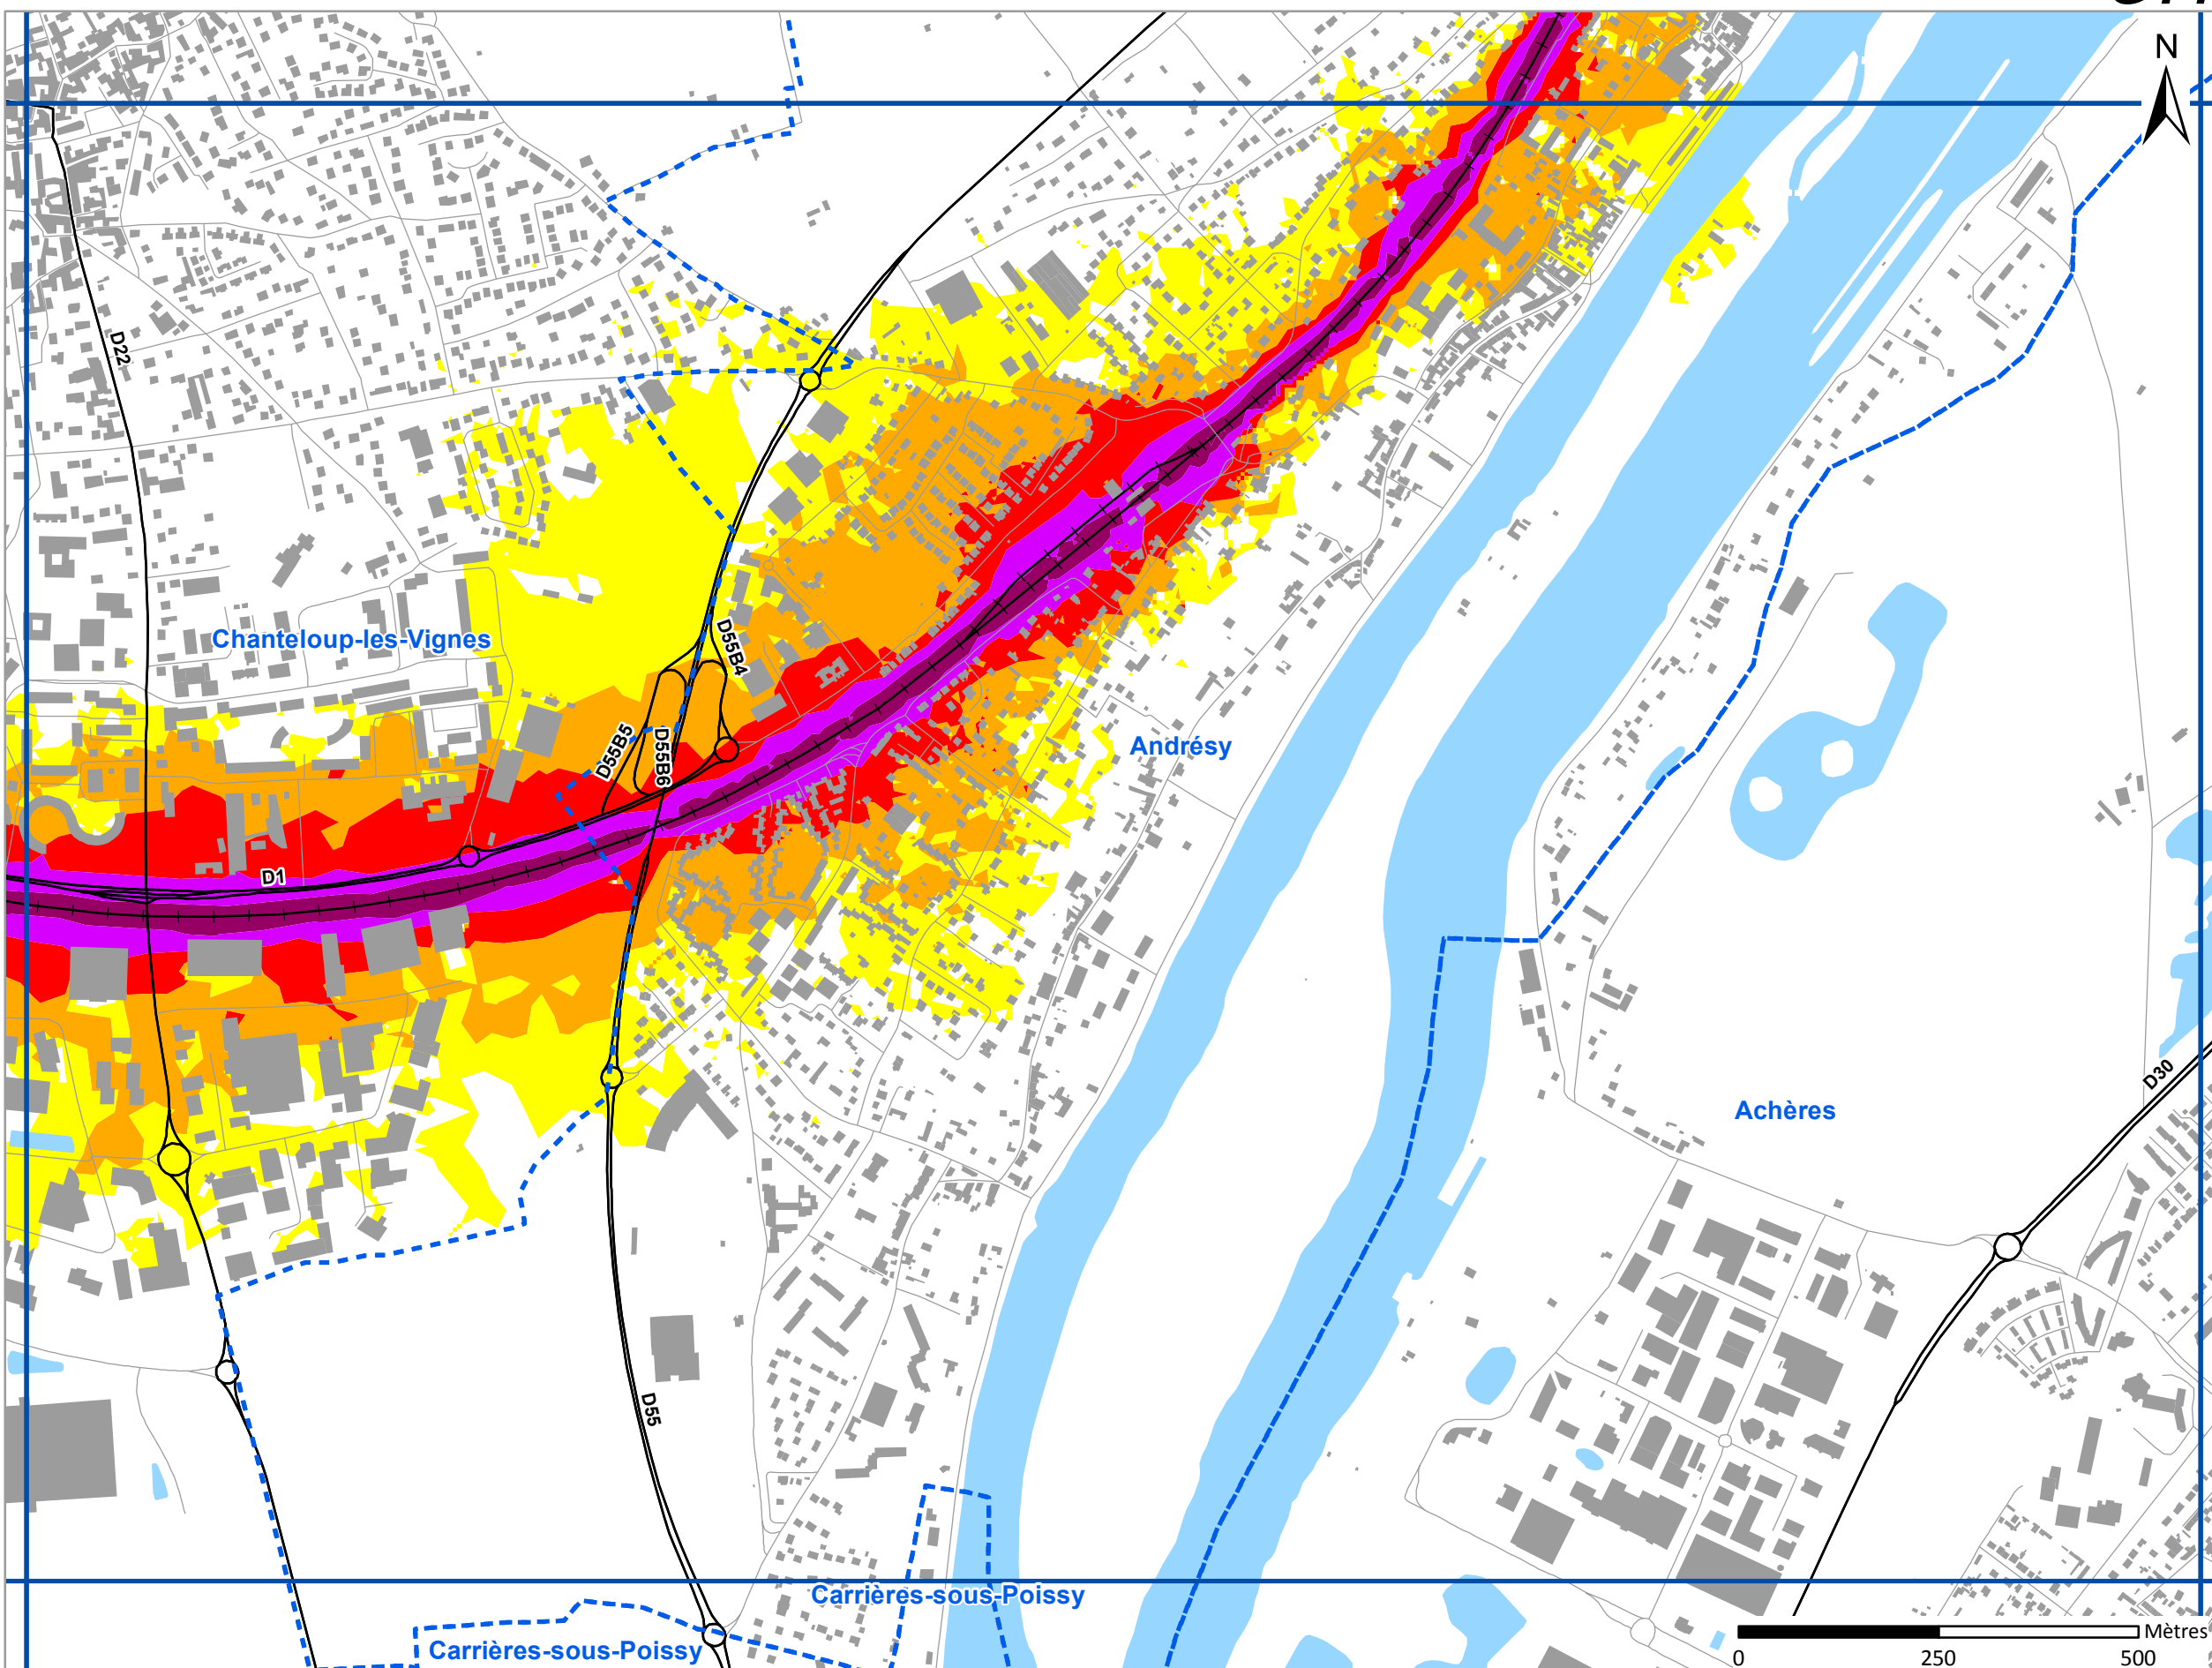 N
D22
Chanteloup-les-Vignes
D55B4
D55B5
D55B6
Andrésy
D1
D30
Achères
D55
Carrières-sous-Poissy
Carrières-sous-Poissy
Mètres
0 250 500